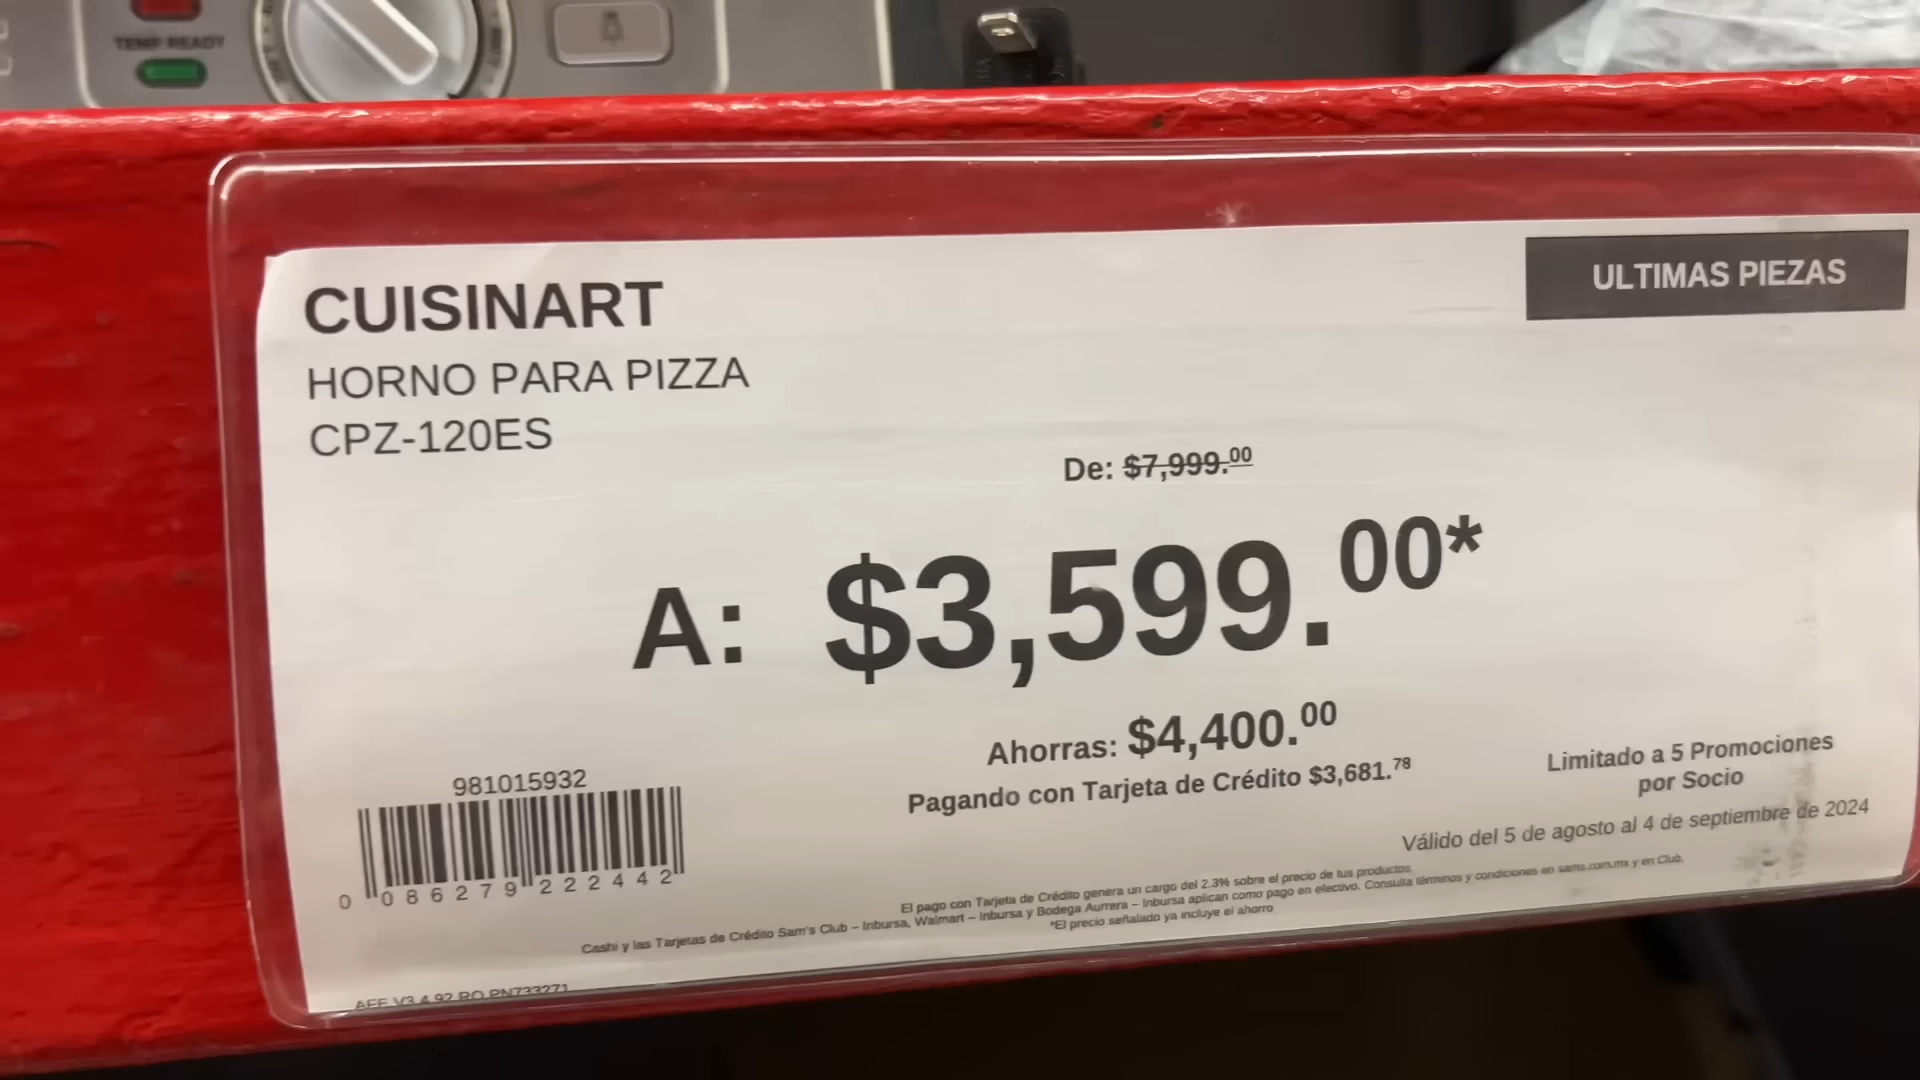 TEMP READY
CUISINART
HORNO PARA PIZZA
CPZ-120ES
ULTIMAS PIEZAS
De: $7,999.00
A: $3,599.00*
Ahorras: $4,400.00
Pagando con Tarjeta de Crédito $3,681.78
Limitado a 5 Promociones
por Socio
Válido del 5 de agosto al 4 de septiembre de 2024
981015932
0 086279 222442
El pago con Tarjeta de Crédito genera un cargo del 2.3% sobre el precio de tus productos.
Cashi y las Tarjetas de Crédito Sam's Club – Inbursa, Walmart – Inbursa y Bodega Aurrera – Inbursa aplican como pago en efectivo. Consulta términos y condiciones en sams.com.mx y en Club.
*El precio señalado ya incluye el ahorro